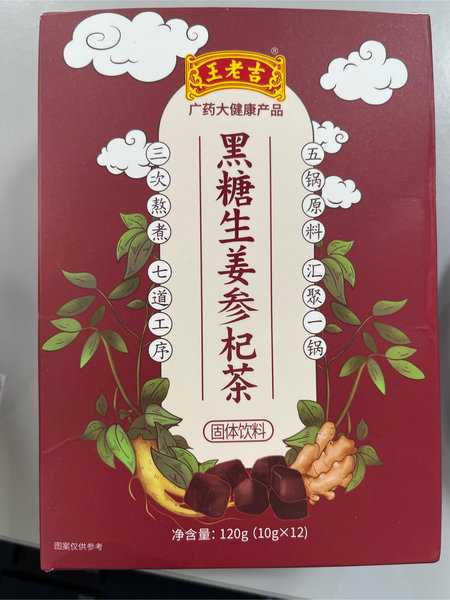 王老吉®
广药大健康产品
黑糖生姜参杞茶
五锅原料 汇聚一锅
三次熬煮 七道工序
固体饮料
净含量：120g (10g×12)
图案仅供参考